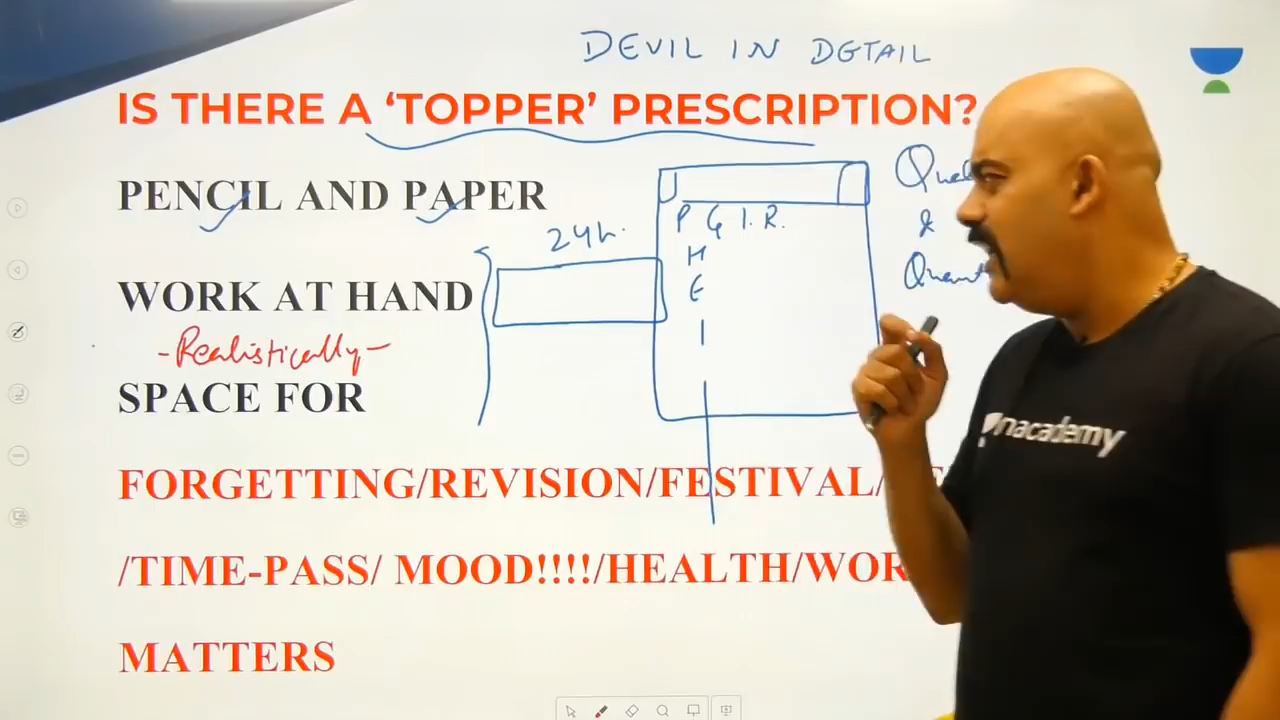 DEVIL IN DETAIL
IS THERE A ‘TOPPER’ PRESCRIPTION?
PENCIL AND PAPER
&
24h.
P G I. R.
H
E
I
WORK AT HAND
- Realistically -
SPACE FOR
nacademy
FORGETTING/REVISION/FESTIVAL/
/TIME-PASS/ MOOD!!!!/HEALTH/WOR
MATTERS